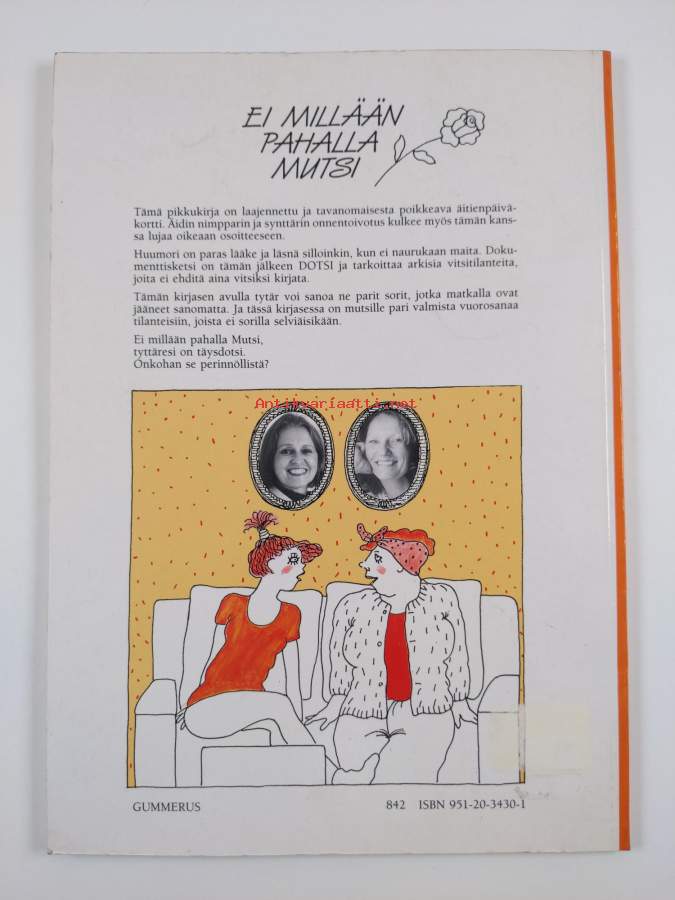 EI MILLÄÄN
PAHALLA
MUTSI
Tämä pikkukirja on laajennettu ja tavanomaisesta poikkeava äitienpäivä-
kortti. Äidin nimpparin ja synttärin onnentoivotus kulkee myös tämän kans-
sa lujaa oikeaan osoitteeseen.
Huumori on paras lääke ja läsnä silloinkin, kun ei naurukaan maita. Doku-
menttisketsi on tämän jälkeen DOTSI ja tarkoittaa arkisia vitsitilanteita,
joita ei ehditä aina vitsiksi kirjata.
Tämän kirjasen avulla tytär voi sanoa ne parit sorit, jotka matkalla ovat
jääneet sanomatta. Ja tässä kirjasessa on mutsille pari valmista vuorosanaa
tilanteisiin, joista ei sorilla selviäisikään.
Ei millään pahalla Mutsi,
tyttäresi on täysdotsi.
Onkohan se perinnöllistä?
Antikvariaatti.net
GUMMERUS 842 ISBN 951-20-3430-1